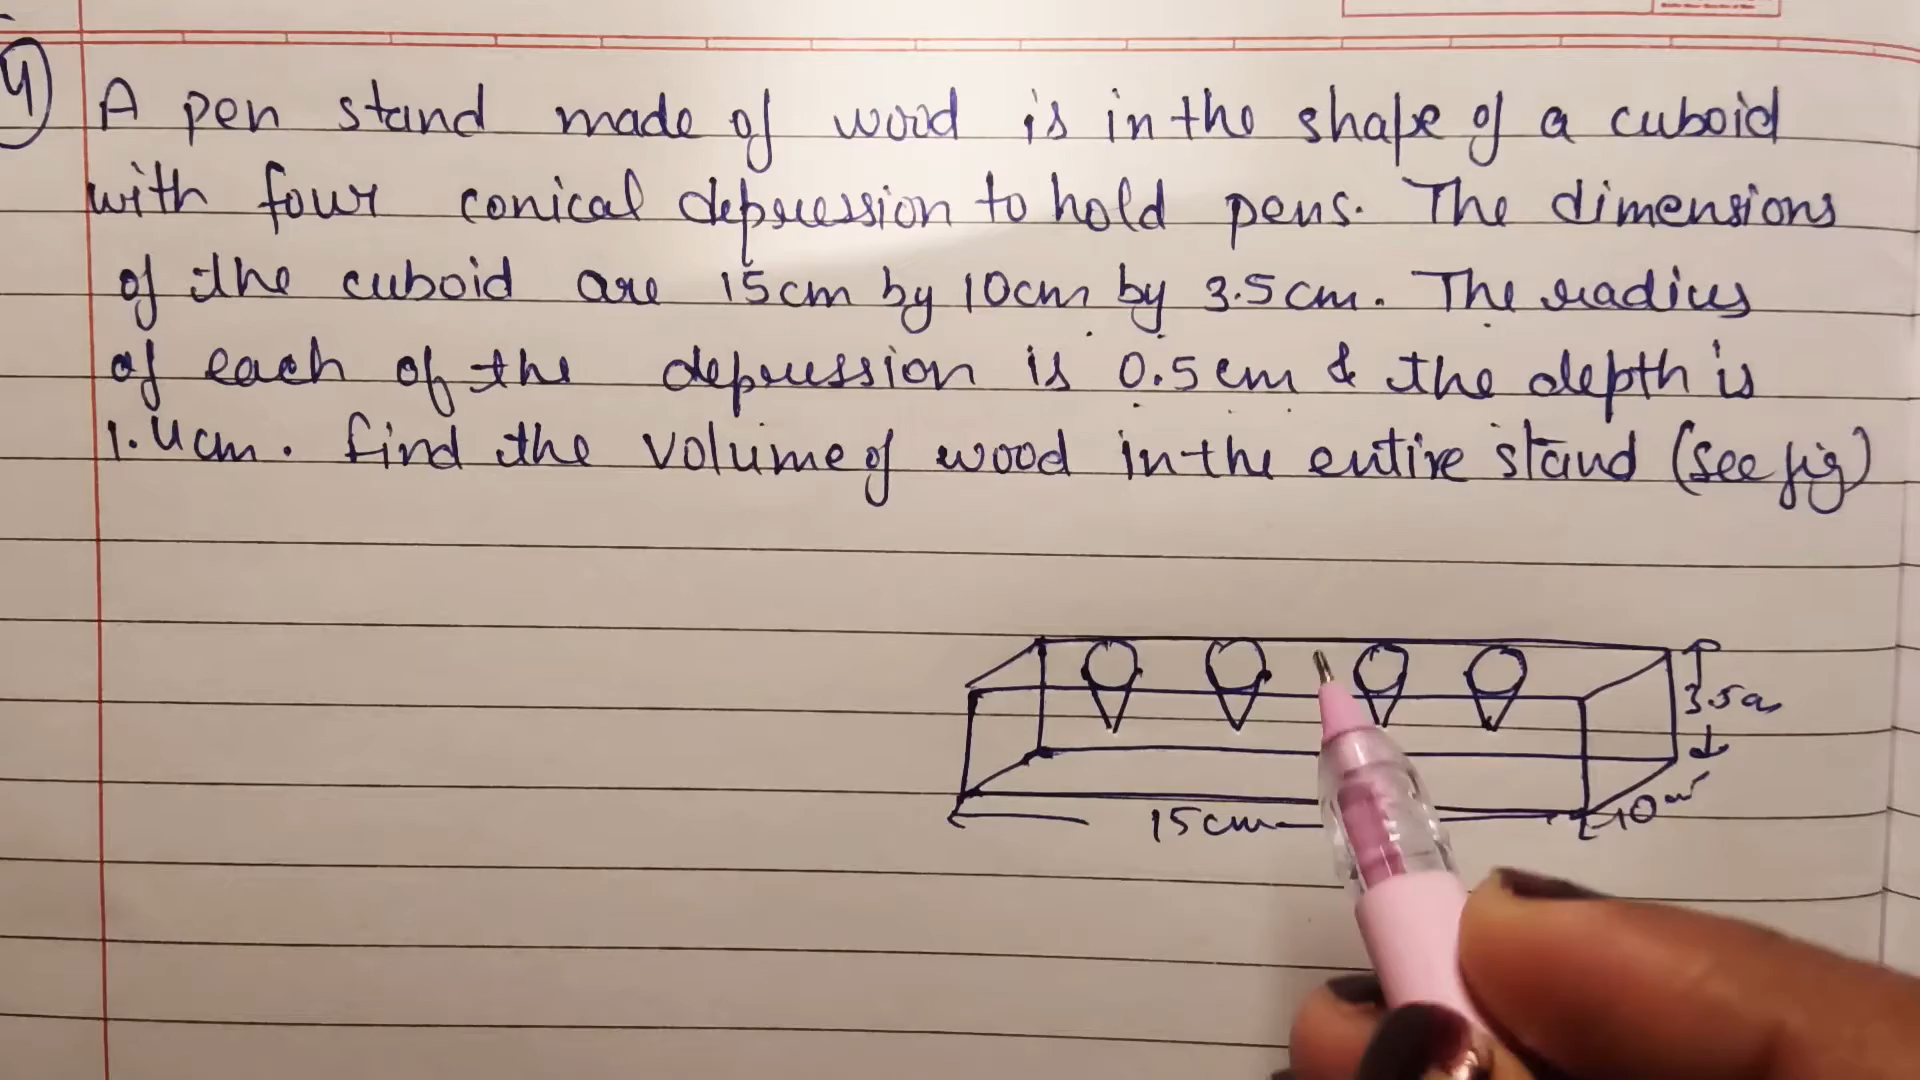 4) A pen stand made of wood is in the shape of a cuboid
with four conical depression to hold pens. The dimensions
of the cuboid are 15cm by 10cm by 3.5cm. The radius
of each of the depression is 0.5cm & the depth is
1.4cm. find the volume of wood in the entire stand (see fig)
3.5cm
10cm
15cm